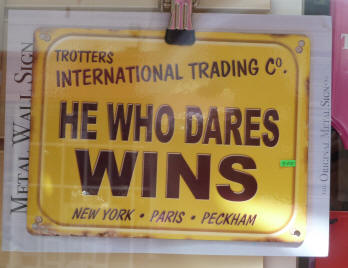 METAL WALL SIGN
TROTTERS
INTERNATIONAL TRADING Co.
HE WHO DARES
WINS
NEW YORK • PARIS • PECKHAM
THE ORIGINAL METAL SIGN